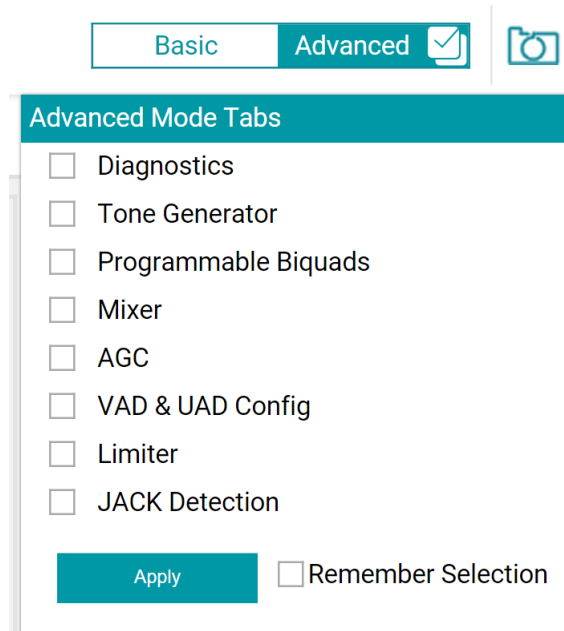 Basic Advanced
Advanced Mode Tabs
Diagnostics
Tone Generator
Programmable Biquads
Mixer
AGC
VAD & UAD Config
Limiter
JACK Detection
Apply Remember Selection